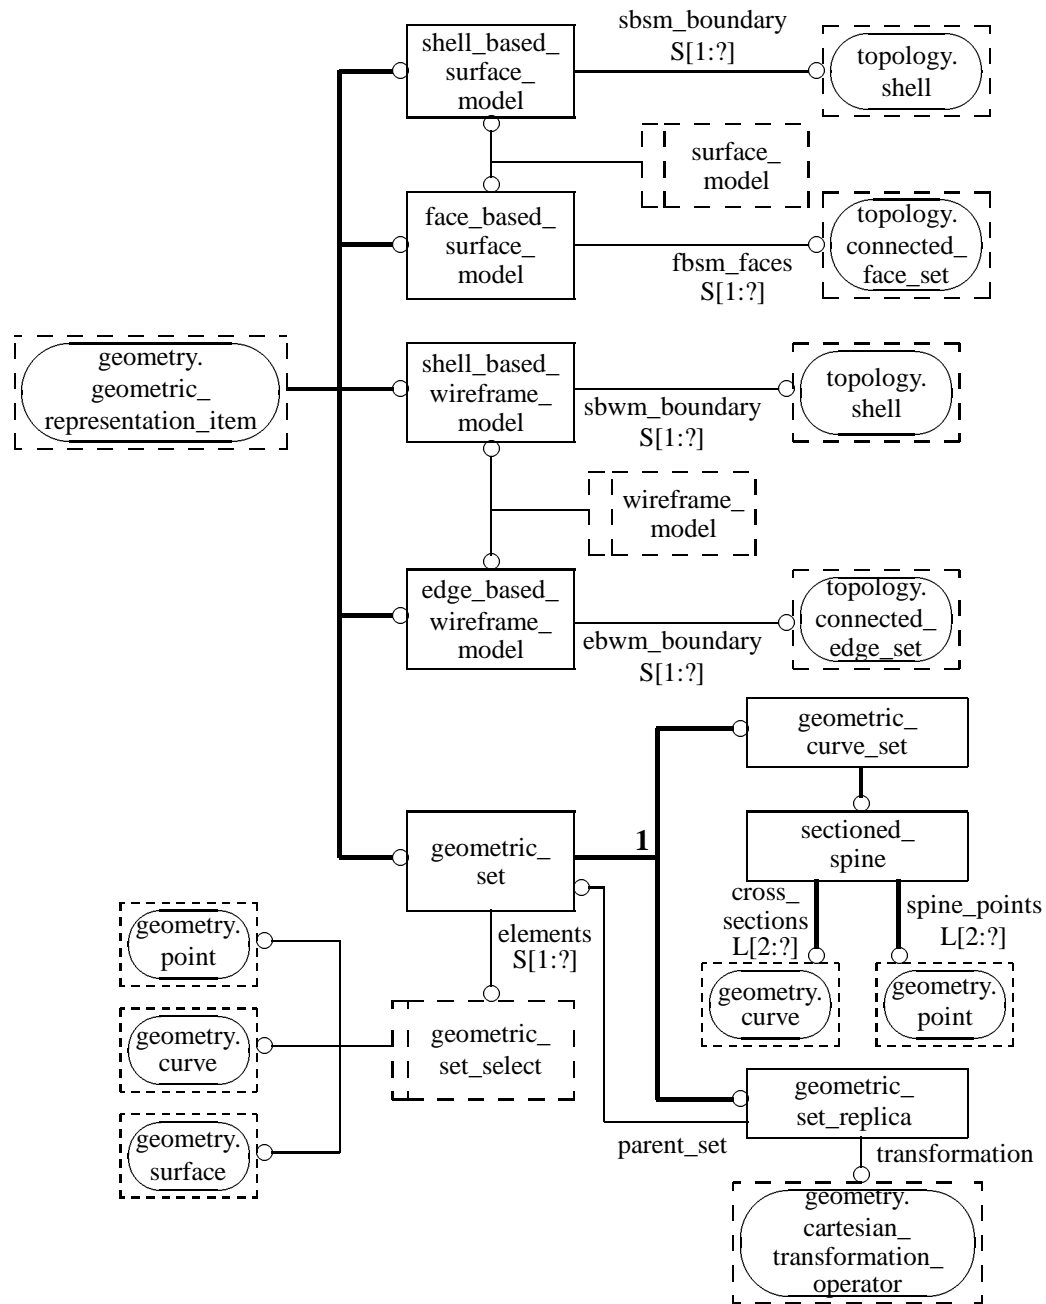 shell_based_
surface_
model
sbsm_boundary
S[1:?]
topology.
shell
surface_
model
face_based_
surface_
model
fbsm_faces
S[1:?]
topology.
connected_
face_set
geometry.
geometric_
representation_item
shell_based_
wireframe_
model
sbwm_boundary
S[1:?]
topology.
shell
wireframe_
model
edge_based_
wireframe_
model
ebwm_boundary
S[1:?]
topology.
connected_
edge_set
geometric_
curve_set
1
geometric_
set
sectioned_
spine
cross_
sections
L[2:?]
spine_points
L[2:?]
geometry.
curve
geometry.
point
elements
S[1:?]
geometry.
point
geometry.
curve
geometry.
surface
geometric_
set_select
geometric_
set_replica
parent_set
transformation
geometry.
cartesian_
transformation_
operator